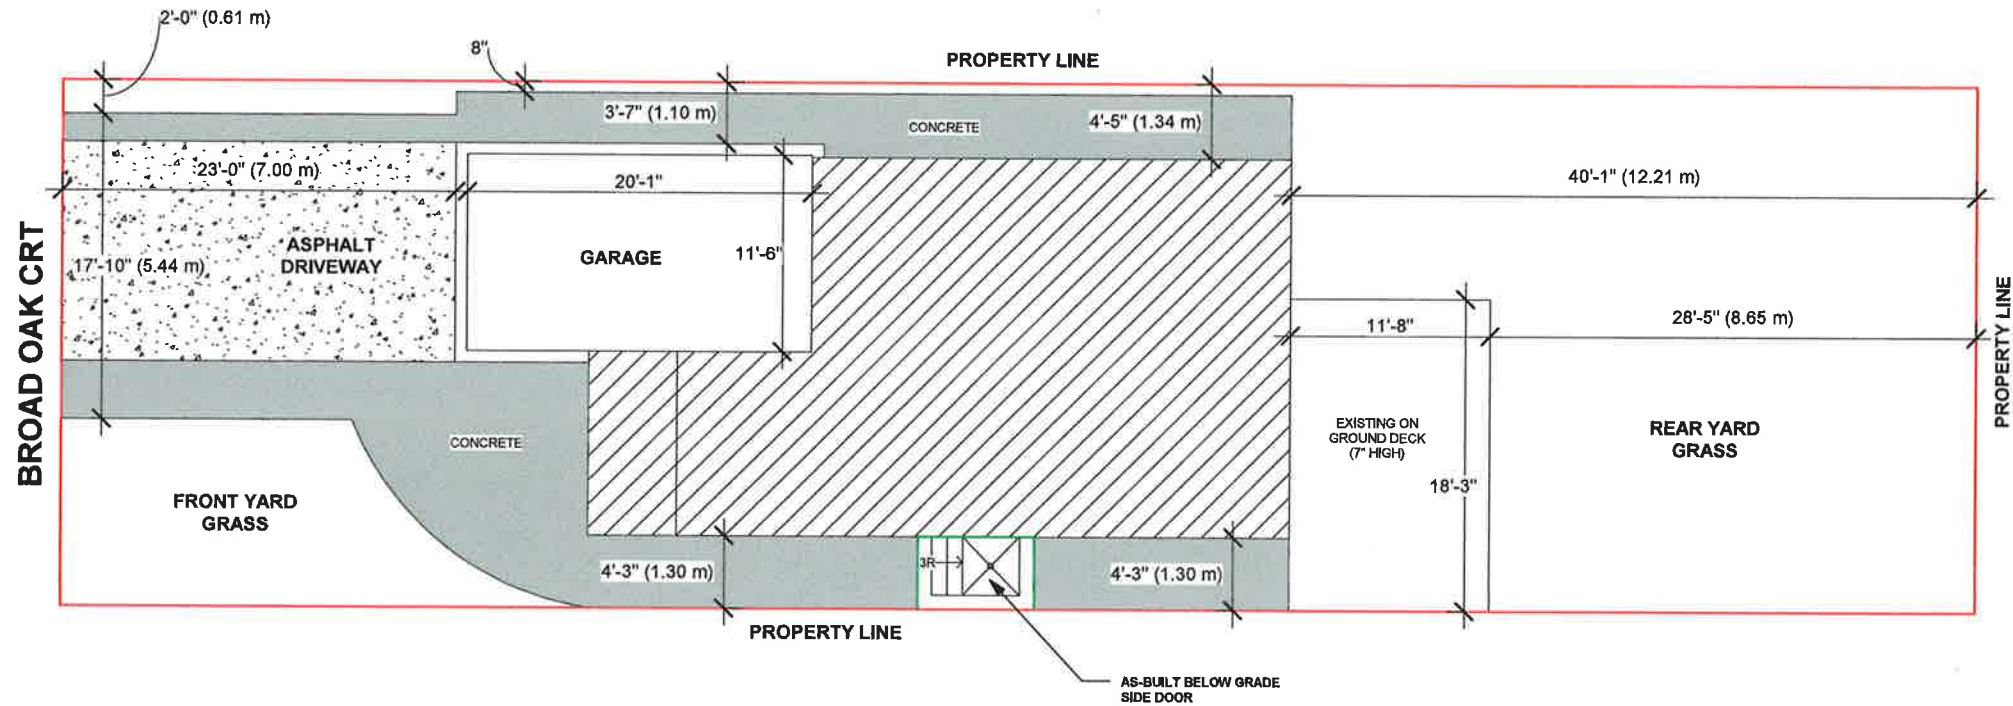 2'-0" (0.61 m)
8"
PROPERTY LINE
3'-7" (1.10 m)
CONCRETE
4'-5" (1.34 m)
23'-0" (7.00 m)
20'-1"
40'-1" (12.21 m)
BROAD OAK CRT
ASPHALT
DRIVEWAY
17'-10" (5.44 m)
GARAGE
11'-6"
11'-8"
28'-5" (8.65 m)
PROPERTY LINE
CONCRETE
EXISTING ON
GROUND DECK
(7" HIGH)
REAR YARD
GRASS
18'-3"
FRONT YARD
GRASS
4'-3" (1.30 m)
3R
4'-3" (1.30 m)
PROPERTY LINE
AS-BUILT BELOW GRADE
SIDE DOOR